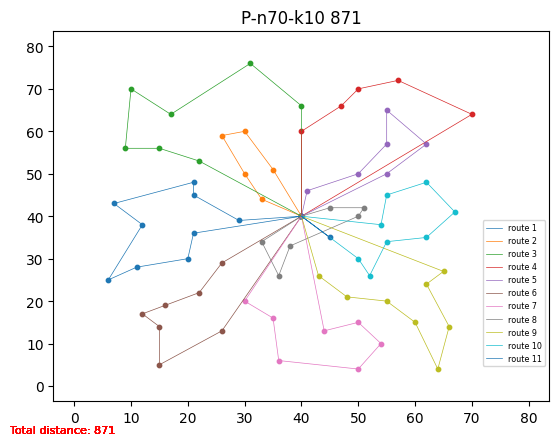 P-n70-k10 871
80
70
60
50
40
30
20
10
0
0 10 20 30 40 50 60 70 80
route 1
route 2
route 3
route 4
route 5
route 6
route 7
route 8
route 9
route 10
route 11
Total distance: 871